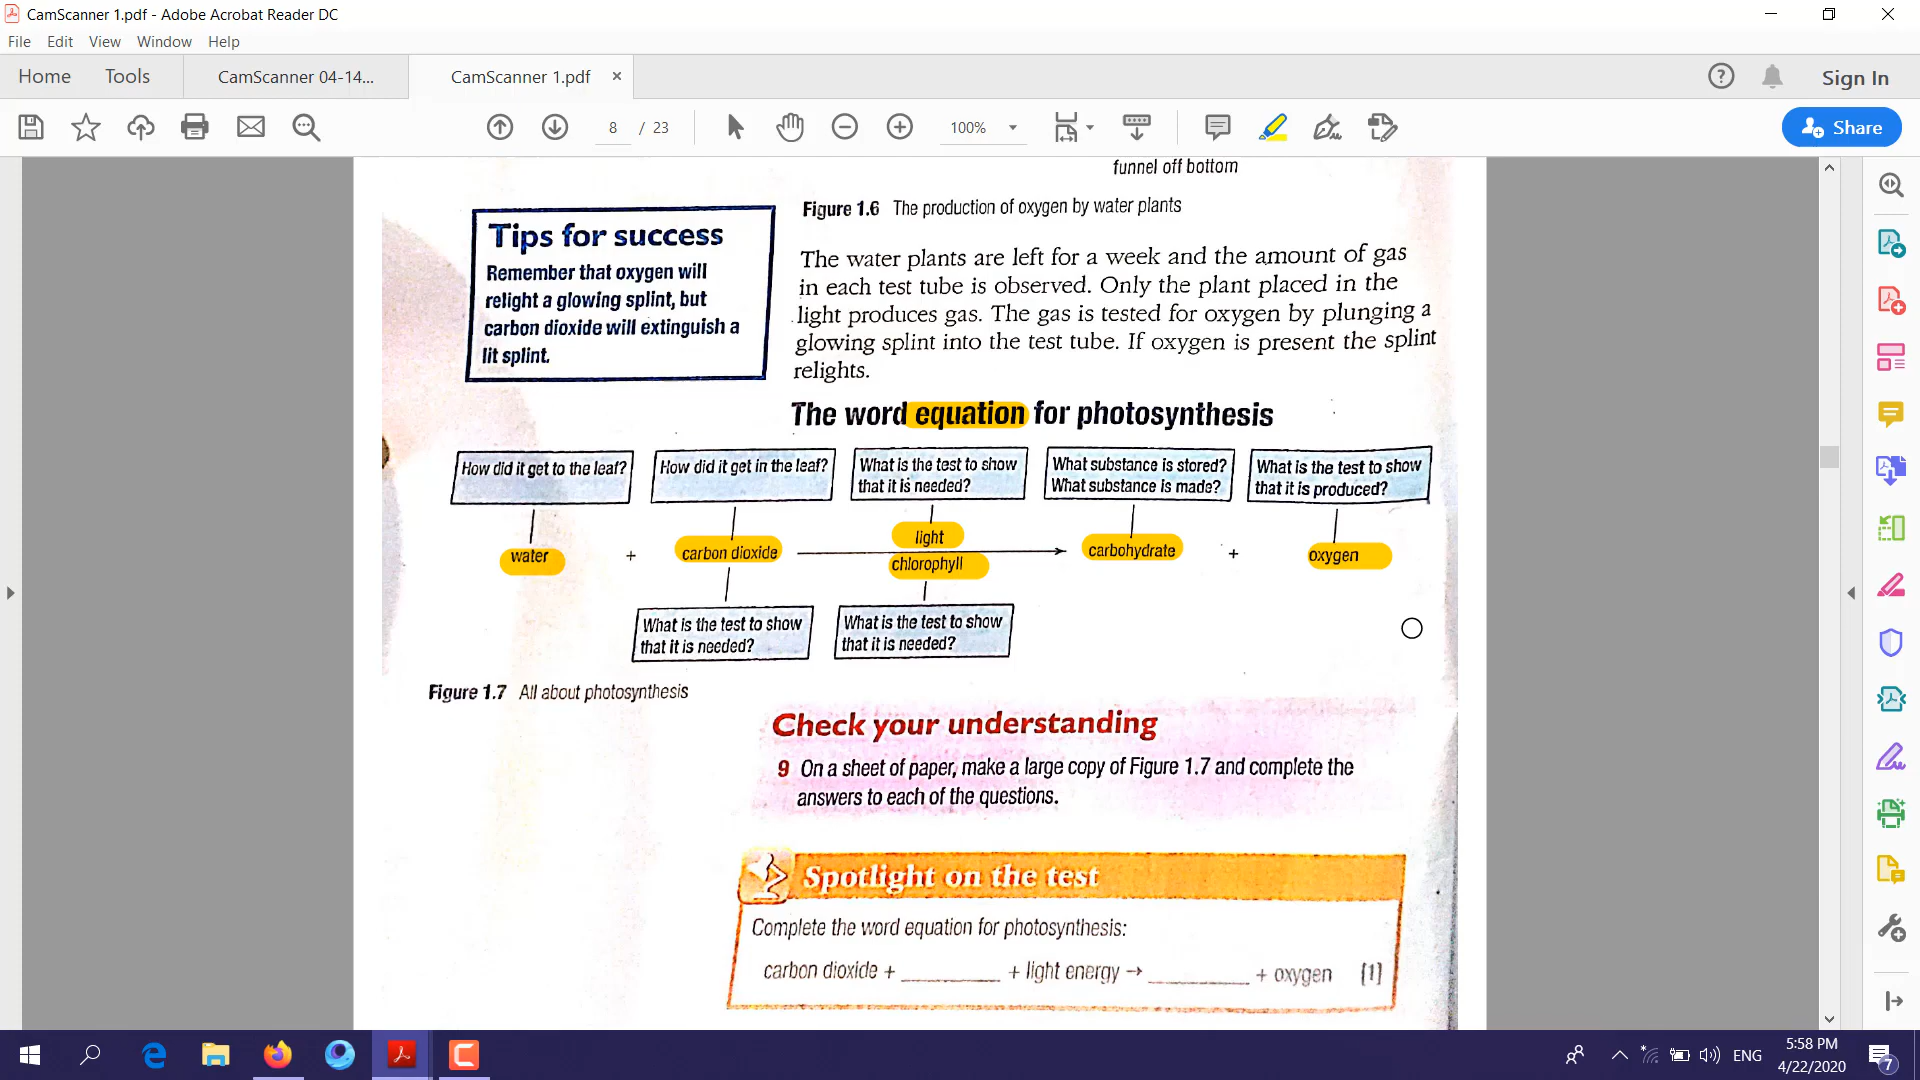 CamScanner 1.pdf - Adobe Acrobat Reader DC
File Edit View Window Help
Home Tools CamScanner 04-14... CamScanner 1.pdf × Sign In
8 / 23 100% Share
funnel off bottom
Figure 1.6 The production of oxygen by water plants
Tips for success
Remember that oxygen will
relight a glowing splint, but
carbon dioxide will extinguish a
lit splint.
The water plants are left for a week and the amount of gas
in each test tube is observed. Only the plant placed in the
light produces gas. The gas is tested for oxygen by plunging a
glowing splint into the test tube. If oxygen is present the splint
relights.
The word equation for photosynthesis
How did it get to the leaf?
How did it get in the leaf?
What is the test to show
that it is needed?
What substance is stored?
What substance is made?
What is the test to show
that it is produced?
water + carbon dioxide light carbohydrate + oxygen
chlorophyll
What is the test to show
that it is needed?
What is the test to show
that it is needed?
Figure 1.7 All about photosynthesis
Check your understanding
9 On a sheet of paper, make a large copy of Figure 1.7 and complete the
answers to each of the questions.
Spotlight on the test
Complete the word equation for photosynthesis:
carbon dioxide + __________ + light energy → __________ + oxygen [1]
ENG
5:58 PM
4/22/2020
7